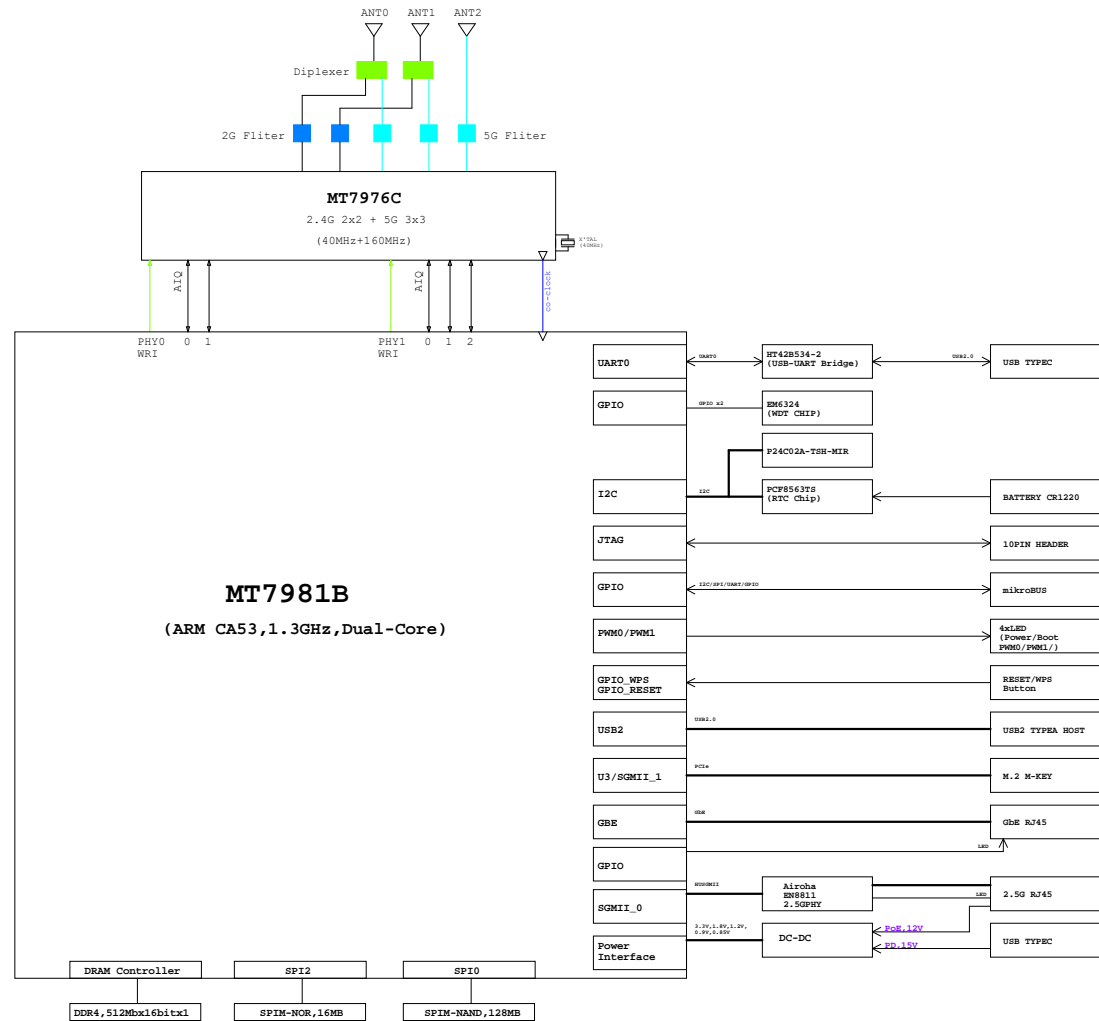 ANT0 ANT1 ANT2
Diplexer
2G Fliter 5G Fliter
MT7976C
2.4G 2x2 + 5G 3x3
(40MHz+160MHz)
X'TAL
(40MHz)
AIQ AIQ co-clock
PHY0 0 1 PHY1 0 1 2
WRI WRI
UART0 UART0 HT42B534-2 USB2.0 USB TYPEC
(USB-UART Bridge)
GPIO GPIO x2 EM6324
(WDT CHIP)
P24C02A-TSH-MIR
I2C I2C PCF8563TS BATTERY CR1220
(RTC Chip)
JTAG 10PIN HEADER
GPIO I2C/SPI/UART/GPIO mikroBUS
MT7981B
(ARM CA53,1.3GHz,Dual-Core)
PWM0/PWM1 4xLED
(Power/Boot
PWM0/PWM1/)
GPIO_WPS RESET/WPS
GPIO_RESET Button
USB2 USB2.0 USB2 TYPEA HOST
U3/SGMII_1 PCIe M.2 M-KEY
GBE GbE GbE RJ45
GPIO LED
SGMII_0 HUSGMII Airoha LED 2.5G RJ45
EN8811
2.5GPHY
Power 3.3V,1.8V,1.2V, DC-DC PoE,12V
Interface 0.9V,0.85V PD,15V USB TYPEC
DRAM Controller SPI2 SPI0
DDR4,512Mbx16bitx1 SPIM-NOR,16MB SPIM-NAND,128MB